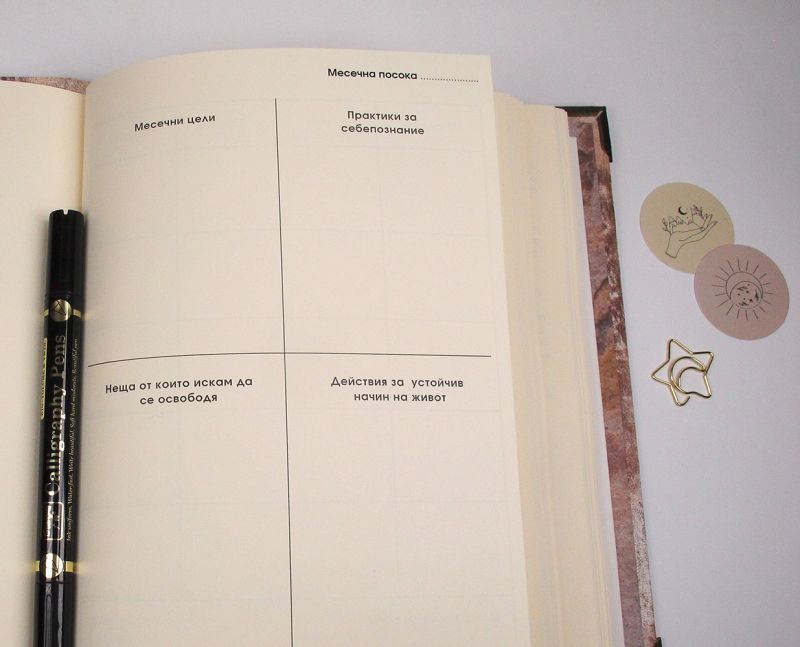 Месечна посока .....................
Месечни цели
Практики за
себепознание
Неща от които искам да
се освободя
Действия за устойчив
начин на живот
Calligraphy Pens